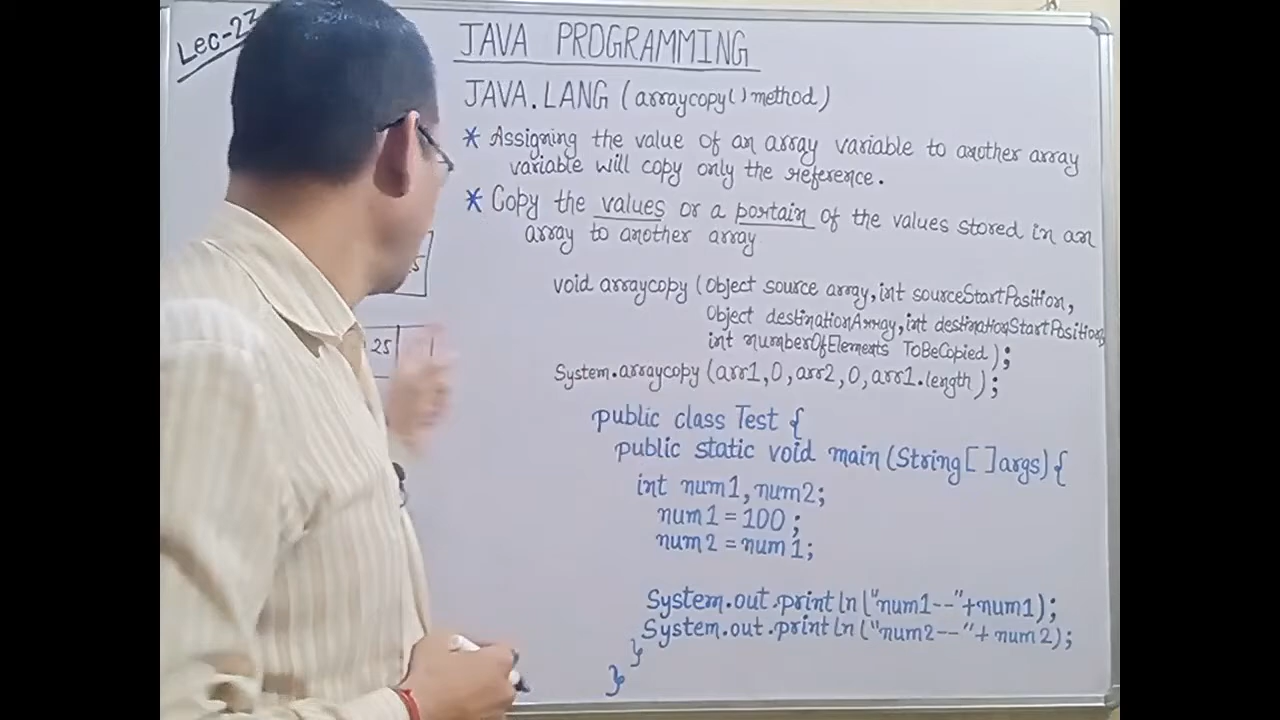 Lec-23
JAVA PROGRAMMING
JAVA.LANG (arraycopy() method)
* Assigning the value of an array variable to another array
variable will copy only the reference.
* Copy the values or a portain of the values stored in an
array to another array
void arraycopy (Object source array, int sourceStartPosition,
Object destinationArray, int destinationStartPosition,
int numberOfElements ToBeCopied);
System.arraycopy (arr1, 0, arr2, 0, arr1.length);
25
public class Test {
public static void main (String[ ] args) {
int num1, num2;
num1 = 100;
num2 = num1;
System.out.println("num1--"+num1);
System.out.println("num2--"+ num2);
}
}